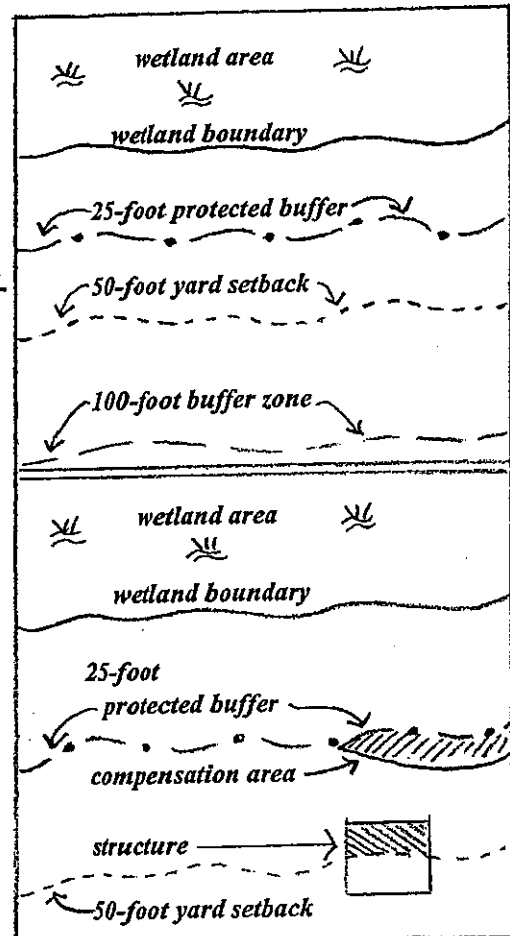 wetland area
wetland boundary
25-foot protected buffer
50-foot yard setback
100-foot buffer zone
wetland area
wetland boundary
25-foot
protected buffer
compensation area
structure
50-foot yard setback